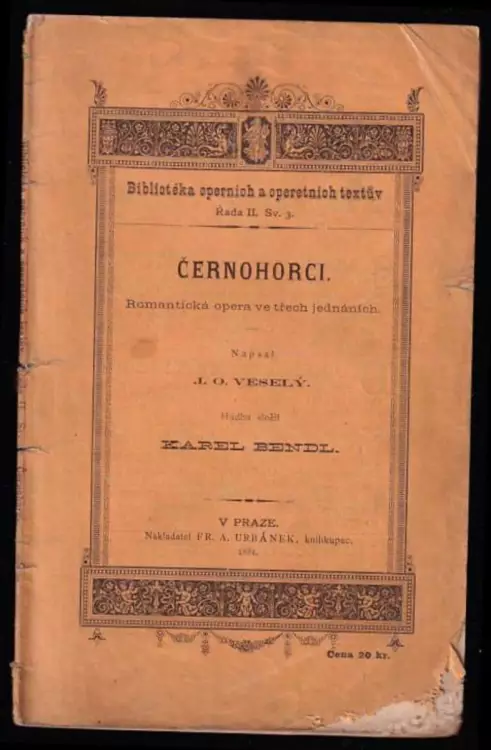 Bibliotéka operních a operetních textův
Řada II. Sv. 3.
ČERNOHORCI.
Romantická opera ve třech jednáních.
Napsal
J. O. VESELÝ.
Hudbu složil
KAREL BENDL.
V PRAZE.
Nakladatel FR. A. URBÁNEK, knihkupec.
1881.
Cena 20 kr.